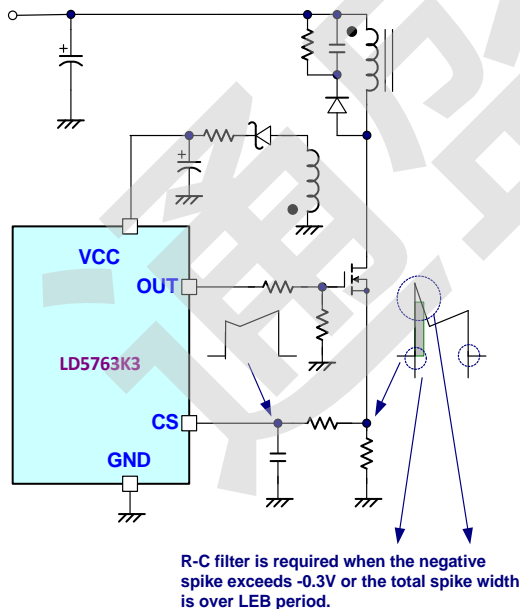 VCC
OUT
LD5763K3
CS
GND
R-C filter is required when the negative
spike exceeds -0.3V or the total spike width
is over LEB period.